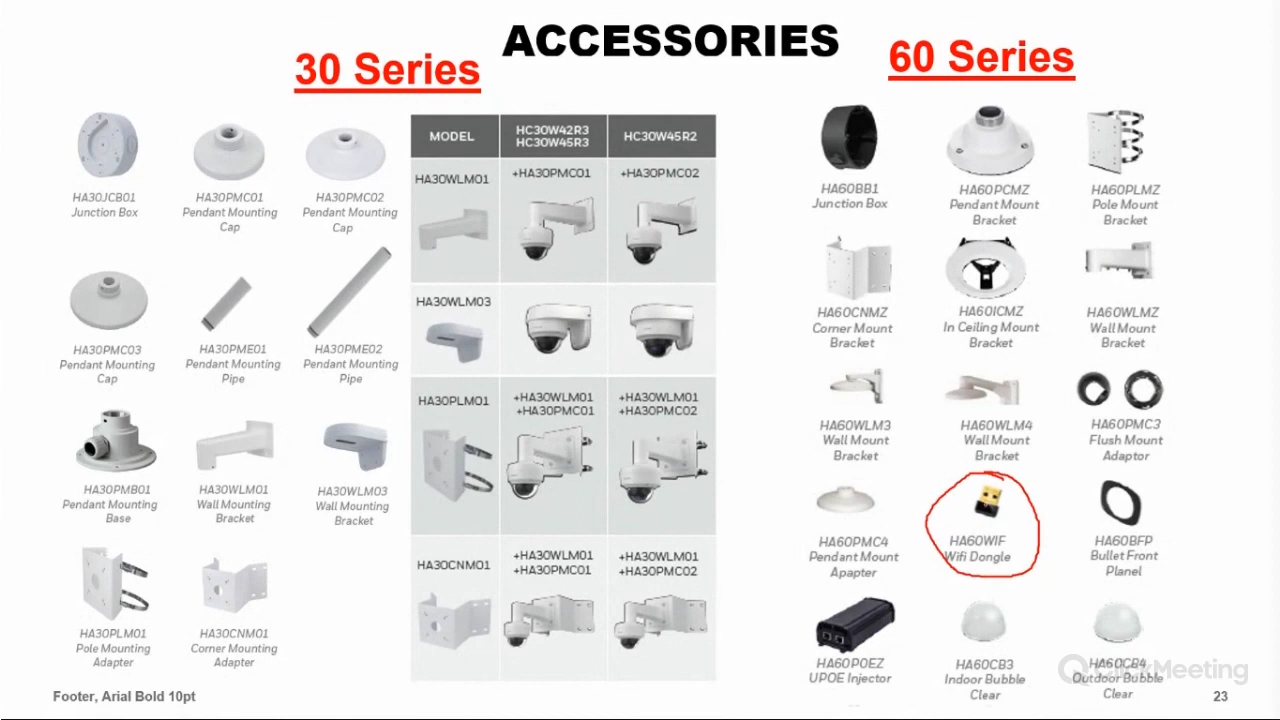 ACCESSORIES
30 Series
60 Series
HA30JCB01
Junction Box
HA30PMC01
Pendant Mounting
Cap
HA30PMC02
Pendant Mounting
Cap
HA30PMC03
Pendant Mounting
Cap
HA30PME01
Pendant Mounting
Pipe
HA30PME02
Pendant Mounting
Pipe
HA30PMB01
Pendant Mounting
Base
HA30WLM01
Wall Mounting
Bracket
HA30WLM03
Wall Mounting
Bracket
HA30PLM01
Pole Mounting
Adapter
HA30CNM01
Corner Mounting
Adapter
MODEL
HC30W42R3
HC30W45R3
HC30W45R2
HA30WLM01
+HA30PMC01
+HA30PMC02
HA30WLM03
HA30PLM01
+HA30WLM01
+HA30PMC01
+HA30WLM01
+HA30PMC02
HA30CNM01
+HA30WLM01
+HA30PMC01
+HA30WLM01
+HA30PMC02
HA60BB1
Junction Box
HA60PCMZ
Pendant Mount
Bracket
HA60PLMZ
Pole Mount
Bracket
HA60CNMZ
Corner Mount
Bracket
HA60ICMZ
In Ceiling Mount
Bracket
HA60WLMZ
Wall Mount
Bracket
HA60WLM3
Wall Mount
Bracket
HA60WLM4
Wall Mount
Bracket
HA60PMC3
Flush Mount
Adaptor
HA60PMC4
Pendant Mount
Apapter
HA60WIF
Wifi Dongle
HA60BFP
Bullet Front
Planel
HA60POEZ
UPOE Injector
HA60CB3
Indoor Bubble
Clear
HA60CB4
Outdoor Bubble
Clear
ClickMeeting
Footer, Arial Bold 10pt
23